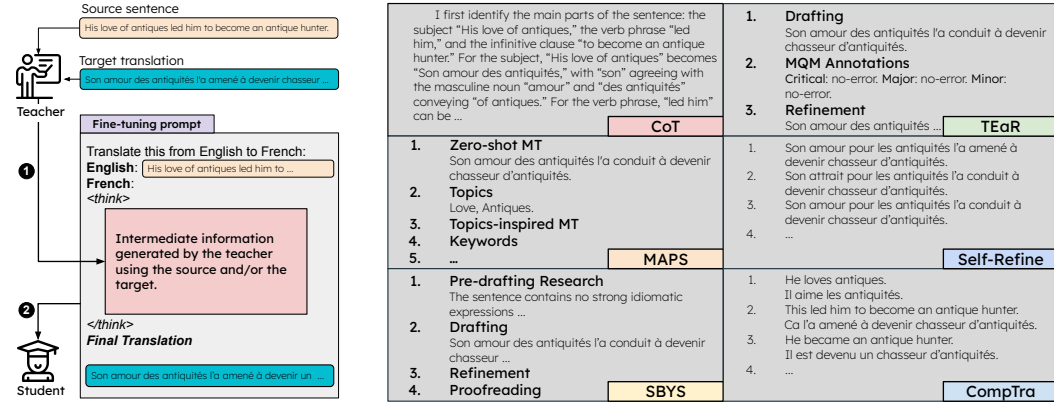 Source sentence
His love of antiques led him to become an antique hunter.
Target translation
Son amour des antiquités l'a amené à devenir chasseur ...
Teacher
Fine-tuning prompt
1
Translate this from English to French:
English: His love of antiques led him to ...
French:
<think>
Intermediate information
generated by the teacher
using the source and/or the
target.
2
</think>
Final Translation
Son amour des antiquités l'a amené à devenir un ...
Student
I first identify the main parts of the sentence: the
subject “His love of antiques,” the verb phrase “led
him,” and the infinitive clause “to become an antique
hunter.” For the subject, “His love of antiques” becomes
“Son amour des antiquités,” with “son” agreeing with
the masculine noun “amour” and “des antiquités”
conveying “of antiques.” For the verb phrase, “led him”
can be ...
CoT
1. Drafting
Son amour des antiquités l'a conduit à devenir
chasseur d'antiquités.
2. MQM Annotations
Critical: no-error. Major: no-error. Minor:
no-error.
3. Refinement
Son amour des antiquités ...
TEaR
1. Zero-shot MT
Son amour des antiquités l'a conduit à devenir
chasseur d'antiquités.
2. Topics
Love, Antiques.
3. Topics-inspired MT
4. Keywords
5. ...
MAPS
1. Son amour pour les antiquités l'a amené à
devenir chasseur d'antiquités.
2. Son attrait pour les antiquités l'a conduit à
devenir chasseur d'antiquités.
3. Son amour pour les antiquités l'a conduit à
devenir chasseur d'antiquités.
4. ...
Self-Refine
1. Pre-drafting Research
The sentence contains no strong idiomatic
expressions ...
2. Drafting
Son amour des antiquités l'a conduit à devenir
chasseur ...
3. Refinement
4. Proofreading
SBYS
1. He loves antiques.
Il aime les antiquités.
2. This led him to become an antique hunter.
Ca l'a amené à devenir chasseur d'antiquités.
3. He became an antique hunter.
Il est devenu un chasseur d'antiquités.
4. ...
CompTra